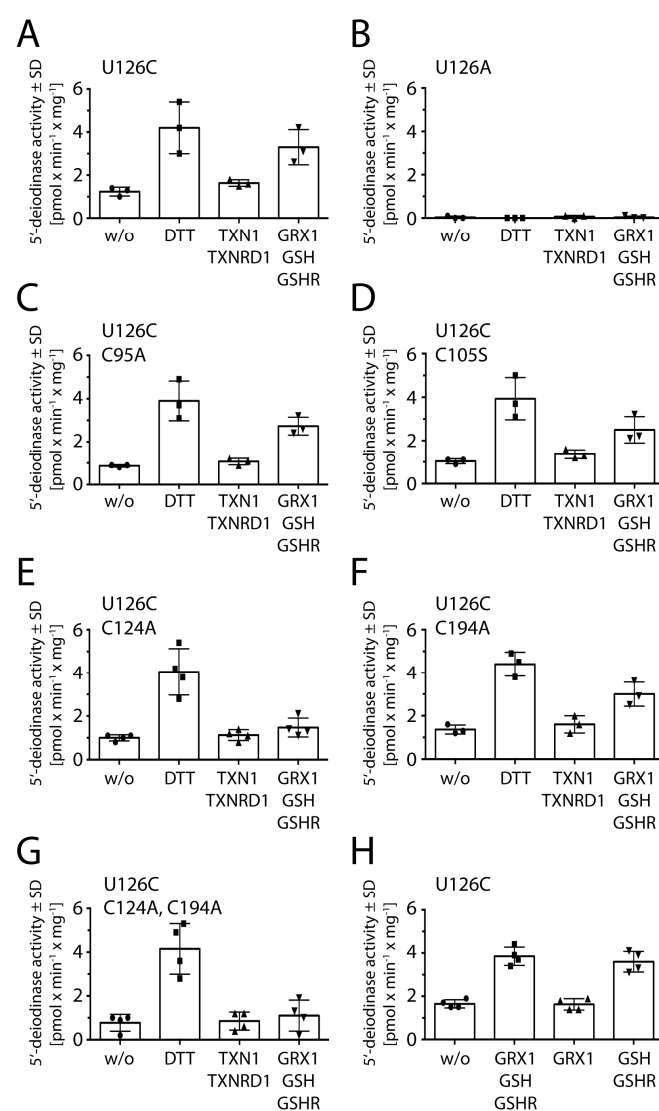 A
U126C
5‘-deiodinase activity ± SD
[pmol x min⁻¹ x mg⁻¹]
6
4
2
0
w/o DTT TXN1 GRX1
TXNRD1 GSH
GSHR
B
U126A
5‘-deiodinase activity ± SD
[pmol x min⁻¹ x mg⁻¹]
6
4
2
0
w/o DTT TXN1 GRX1
TXNRD1 GSH
GSHR
C
U126C
C95A
5‘-deiodinase activity ± SD
[pmol x min⁻¹ x mg⁻¹]
6
4
2
0
w/o DTT TXN1 GRX1
TXNRD1 GSH
GSHR
D
U126C
C105S
5‘-deiodinase activity ± SD
[pmol x min⁻¹ x mg⁻¹]
6
4
2
0
w/o DTT TXN1 GRX1
TXNRD1 GSH
GSHR
E
U126C
C124A
5‘-deiodinase activity ± SD
[pmol x min⁻¹ x mg⁻¹]
6
4
2
0
w/o DTT TXN1 GRX1
TXNRD1 GSH
GSHR
F
U126C
C194A
5‘-deiodinase activity ± SD
[pmol x min⁻¹ x mg⁻¹]
6
4
2
0
w/o DTT TXN1 GRX1
TXNRD1 GSH
GSHR
G
U126C
C124A, C194A
5‘-deiodinase activity ± SD
[pmol x min⁻¹ x mg⁻¹]
6
4
2
0
w/o DTT TXN1 GRX1
TXNRD1 GSH
GSHR
H
U126C
5‘-deiodinase activity ± SD
[pmol x min⁻¹ x mg⁻¹]
6
4
2
0
w/o GRX1 GRX1 GSH
GSH GSHR
GSHR